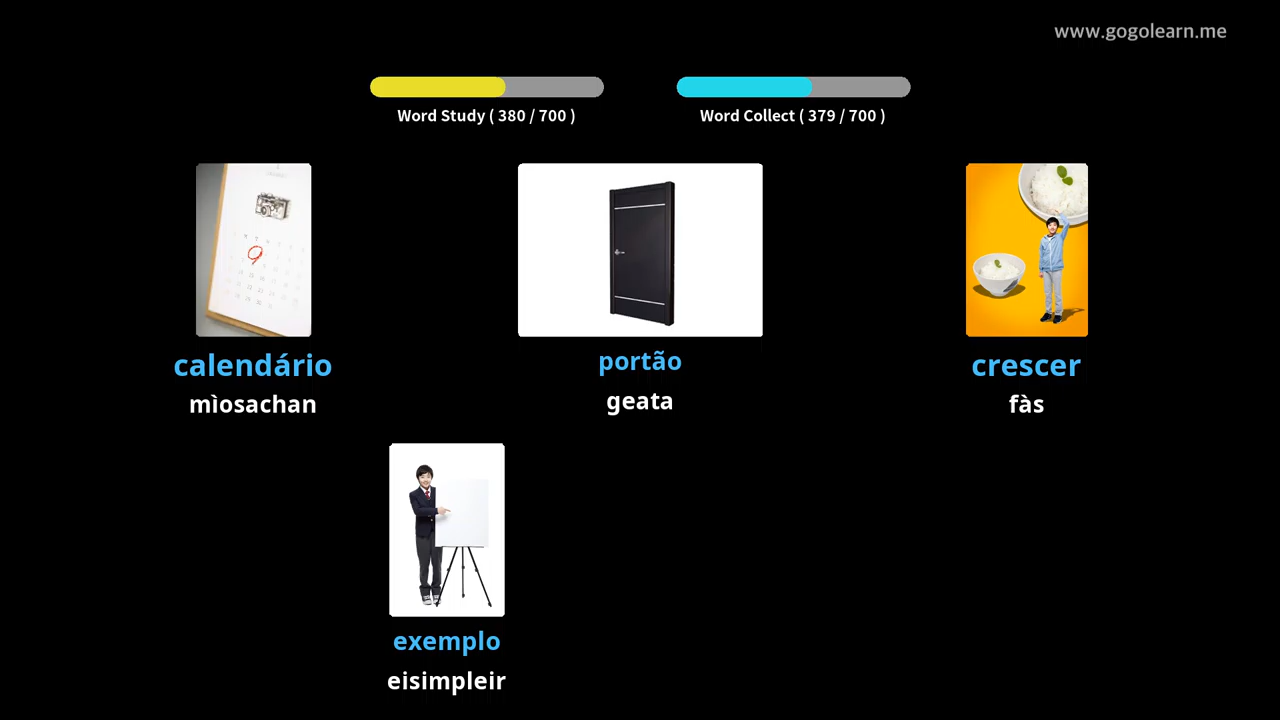 www.gogolearn.me
Word Study ( 380 / 700 )
Word Collect ( 379 / 700 )
calendário
mìosachan
portão
geata
crescer
fàs
exemplo
eisimpleir